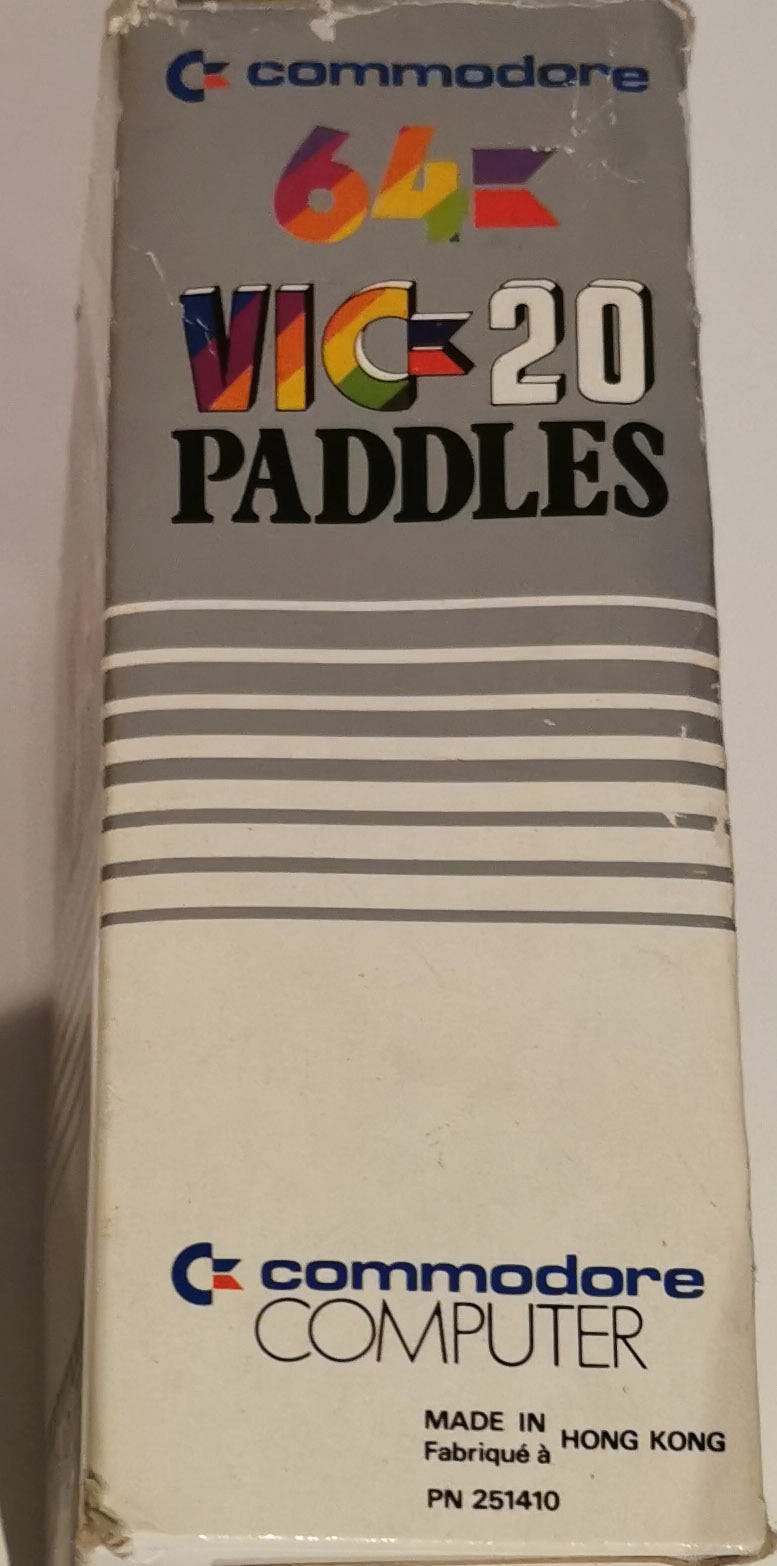 commodore
64
VIC-20
PADDLES
commodore
COMPUTER
MADE IN
Fabriqué à HONG KONG
PN 251410